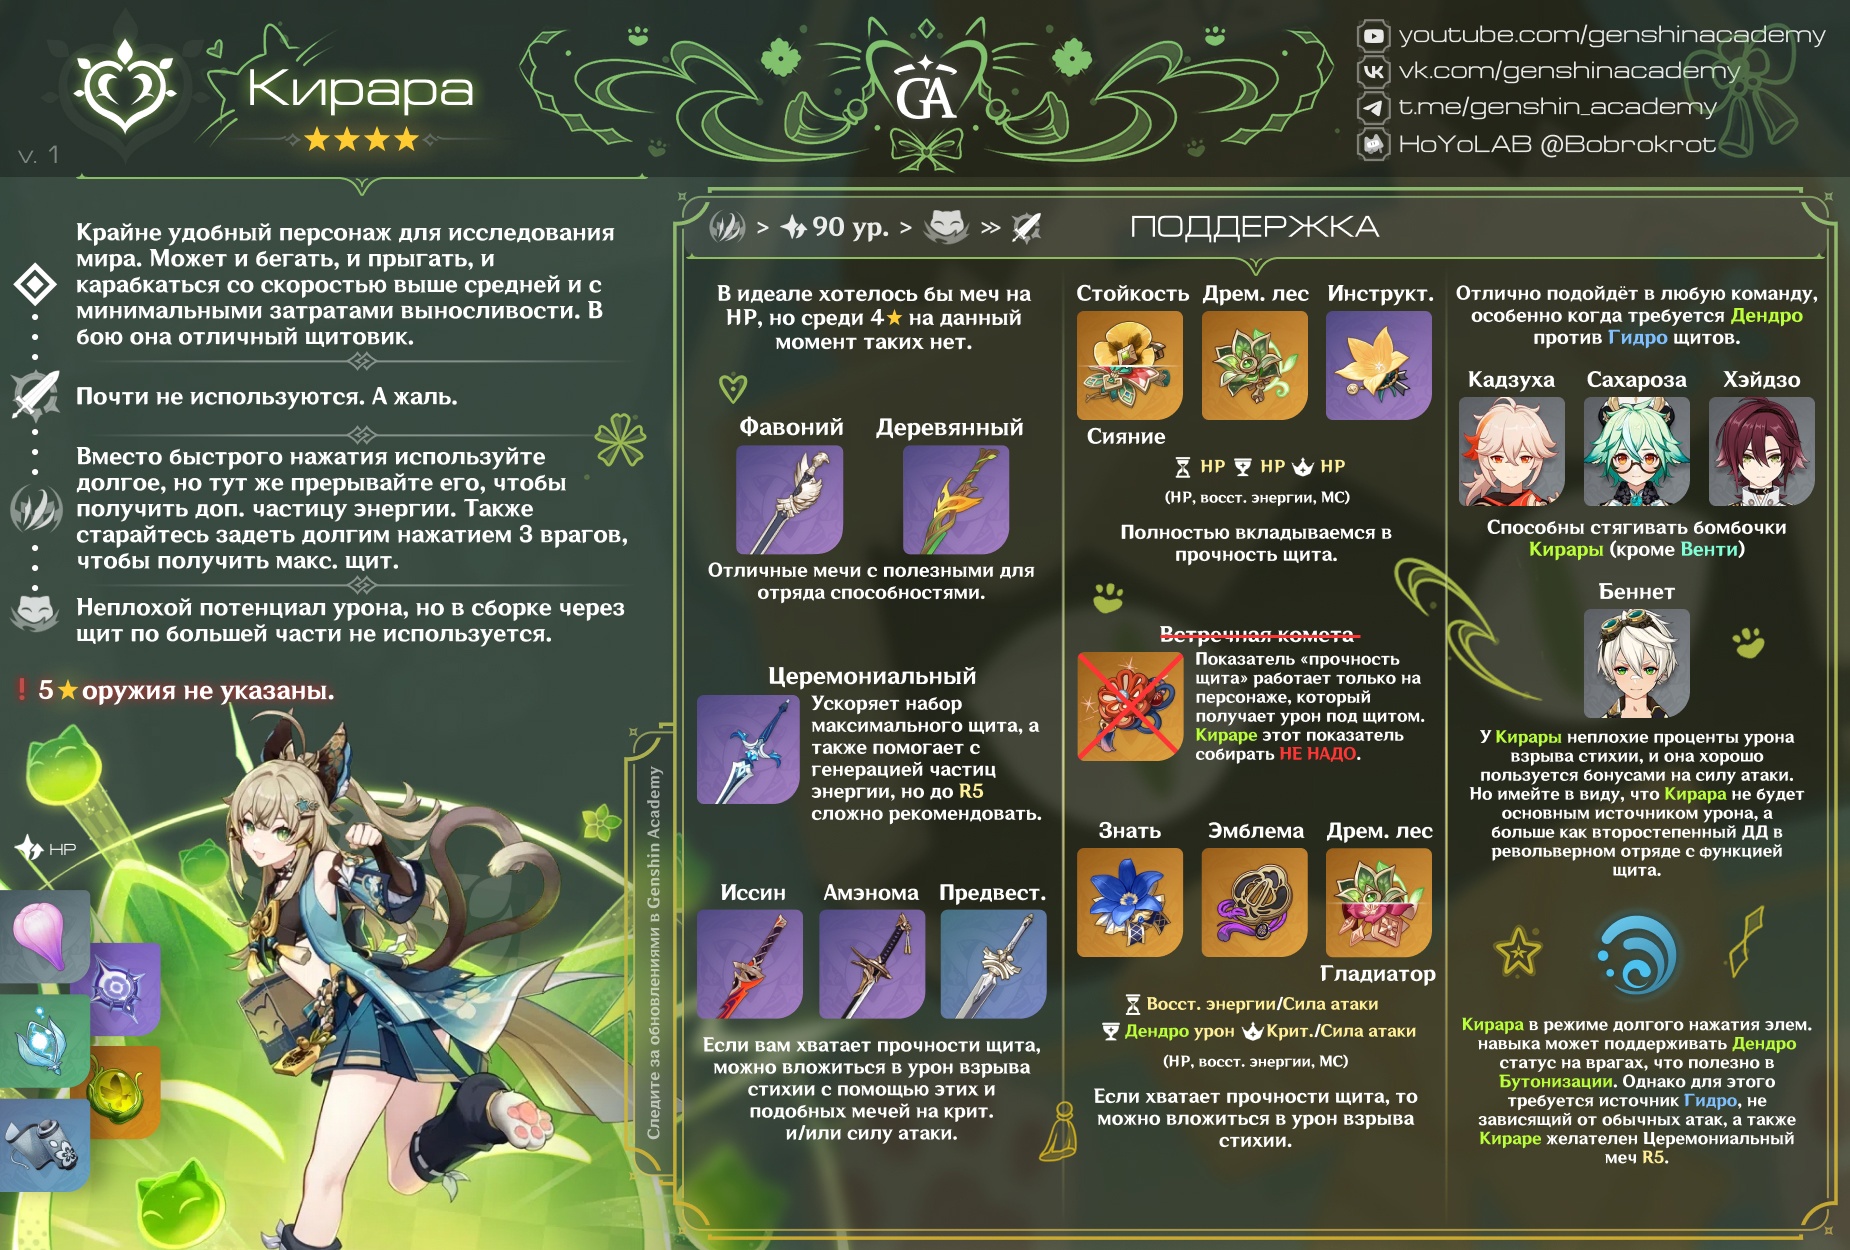 Кирара
v. 1
GA
youtube.com/genshinacademy
vk.com/genshinacademy
t.me/genshin_academy
HoYoLAB @Bobrokrot
Крайне удобный персонаж для исследования
мира. Может и бегать, и прыгать, и
карабкаться со скоростью выше средней и с
минимальными затратами выносливости. В
бою она отличный щитовик.
Почти не используются. А жаль.
Вместо быстрого нажатия используйте
долгое, но тут же прерывайте его, чтобы
получить доп. частицу энергии. Также
старайтесь задеть долгим нажатием 3 врагов,
чтобы получить макс. щит.
Неплохой потенциал урона, но в сборке через
щит по большей части не используется.
! 5★ оружия не указаны.
HP
Следите за обновлениями в Genshin Academy
> 90 ур. > >>
ПОДДЕРЖКА
В идеале хотелось бы меч на
HP, но среди 4★ на данный
момент таких нет.
Фавоний Деревянный
Отличные мечи с полезными для
отряда способностями.
Церемониальный
Ускоряет набор
максимального щита, а
также помогает с
генерацией частиц
энергии, но до R5
сложно рекомендовать.
Иссин Амэнома Предвест.
Если вам хватает прочности щита,
можно вложиться в урон взрыва
стихии с помощью этих и
подобных мечей на крит.
и/или силу атаки.
Стойкость Дрем. лес Инструкт.
Сияние
HP HP HP
(HP, восст. энергии, МС)
Полностью вкладываемся в
прочность щита.
Встречная комета
Показатель «прочность
щита» работает только на
персонаже, который
получает урон под щитом.
Кираре этот показатель
собирать НЕ НАДО.
Знать Эмблема Дрем. лес
Гладиатор
Восст. энергии/Сила атаки
Дендро урон Крит./Сила атаки
(HP, восст. энергии, МС)
Если хватает прочности щита, то
можно вложиться в урон взрыва
стихии.
Отлично подойдёт в любую команду,
особенно когда требуется Дендро
против Гидро щитов.
Кадзуха Сахароза Хэйдзо
Способны стягивать бомбочки
Кирары (кроме Венти)
Беннет
У Кирары неплохие проценты урона
взрыва стихии, и она хорошо
пользуется бонусами на силу атаки.
Но имейте в виду, что Кирара не будет
основным источником урона, а
больше как второстепенный ДД в
револьверном отряде с функцией
щита.
Кирара в режиме долгого нажатия элем.
навыка может поддерживать Дендро
статус на врагах, что полезно в
Бутонизации. Однако для этого
требуется источник Гидро, не
зависящий от обычных атак, а также
Кираре желателен Церемониальный
меч R5.